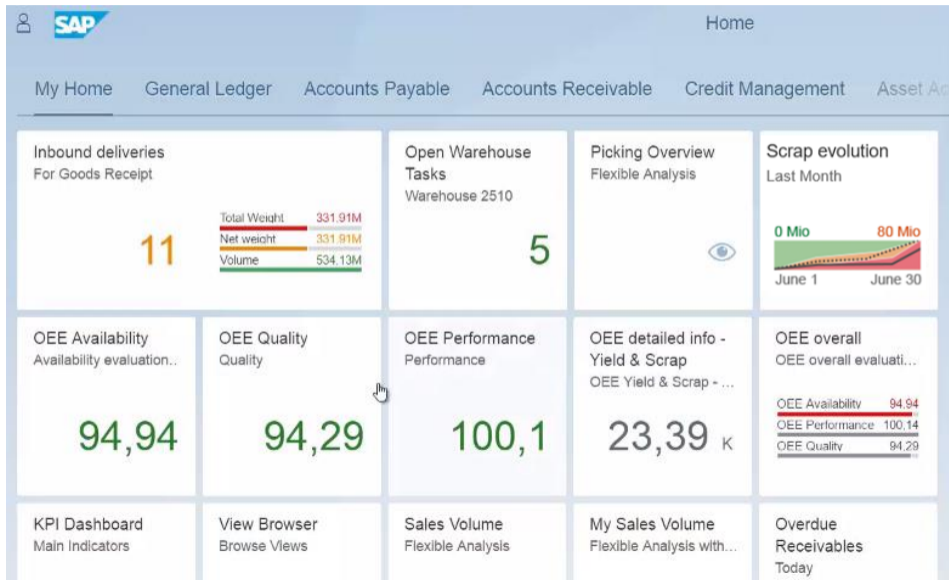 SAP
Home
My Home General Ledger Accounts Payable Accounts Receivable Credit Management Asset Ac
Inbound deliveries
For Goods Receipt
11
Total Weight 331.91M
Net weight 331.91M
Volume 534.13M
Open Warehouse
Tasks
Warehouse 2510
5
Picking Overview
Flexible Analysis
Scrap evolution
Last Month
0 Mio 80 Mio
June 1 June 30
OEE Availability
Availability evaluation..
94,94
OEE Quality
Quality
94,29
OEE Performance
Performance
100,1
OEE detailed info -
Yield & Scrap
OEE Yield & Scrap - ...
23,39 K
OEE overall
OEE overall evaluati...
OEE Availability 94.94
OEE Performance 100,14
OEE Quality 94.29
KPI Dashboard
Main Indicators
View Browser
Browse Views
Sales Volume
Flexible Analysis
My Sales Volume
Flexible Analysis with...
Overdue
Receivables
Today